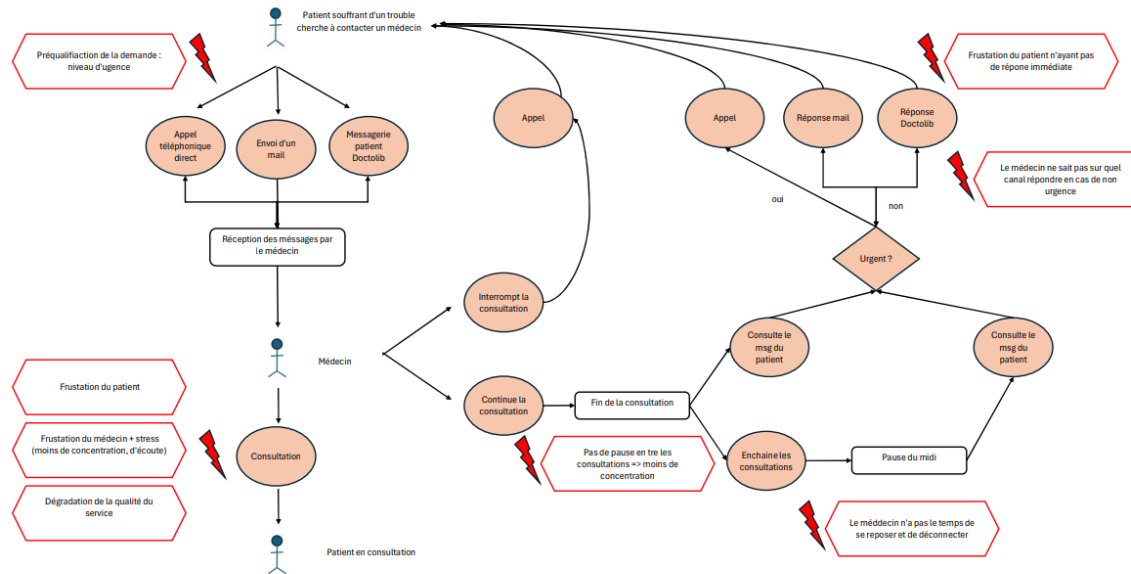 Patient souffrant d'un trouble
cherche à contacter un médecin
Préqualifiaction de la demande :
niveau d'ugence
Frustation du patient n'ayant pas
de répone immédiate
Appel
téléphonique
direct
Envoi d'un
mail
Messagerie
patient
Doctolib
Appel
Appel
Réponse mail
Réponse
Doctolib
Le médecin ne sait pas sur quel
canal répondre en cas de non
urgence
oui
non
Réception des méssages par
le médecin
Urgent ?
Interrompt la
consultation
Consulte le
msg du
patient
Consulte le
msg du
patient
Médecin
Frustation du patient
Continue la
consultation
Fin de la consultation
Frustation du médecin + stress
(moins de concentration, d'écoute)
Consultation
Pas de pause en tre les
consultations => moins de
concentration
Enchaine les
consultations
Pause du midi
Dégradation de la qualité du
service
Le méddecin n'a pas le temps de
se reposer et de déconnecter
Patient en consultation